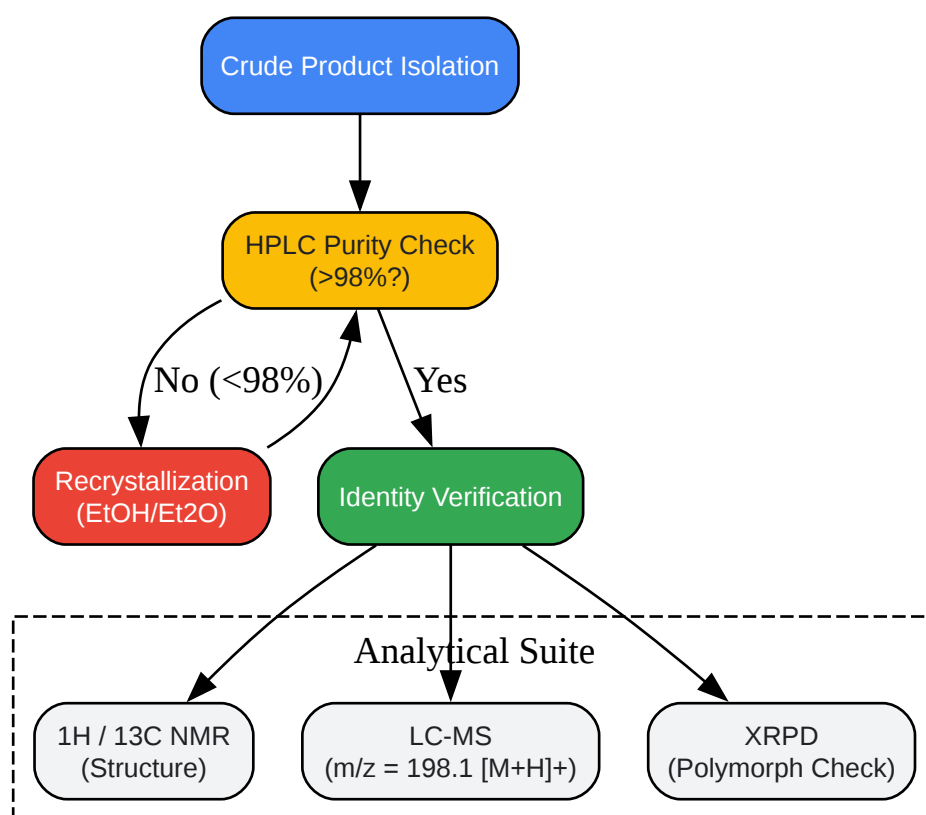 Crude Product Isolation
HPLC Purity Check
(>98%?)
No (<98%)
Yes
Recrystallization
(EtOH/Et2O)
Identity Verification
Analytical Suite
1H / 13C NMR
(Structure)
LC-MS
(m/z = 198.1 [M+H]+)
XRPD
(Polymorph Check)